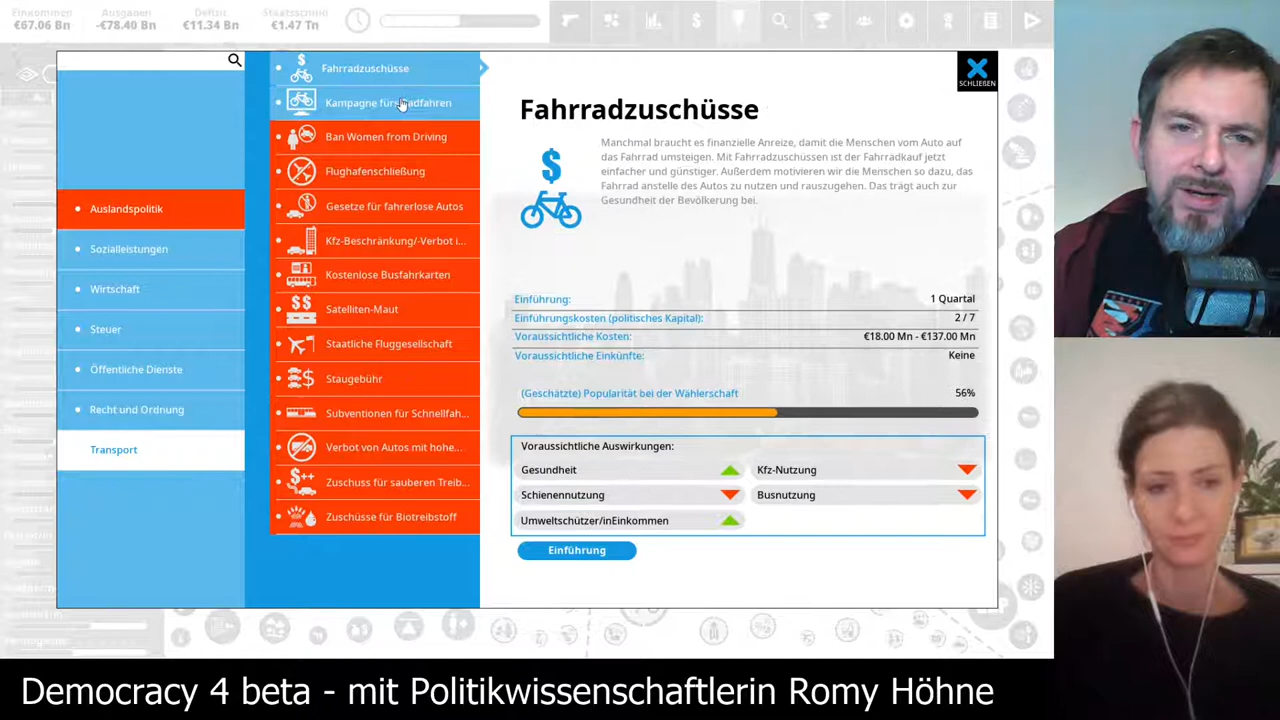 Einkommen
Ausgaben
Defizit
Staatsschuld
€67.06 Bn
-€78.40 Bn
€11.34 Bn
€1.47 Tn
Auslandspolitik
Sozialleistungen
Wirtschaft
Steuer
Öffentliche Dienste
Recht und Ordnung
Transport
Fahrradzuschüsse
Kampagne für adfahren
Ban Women from Driving
Flughafenschließung
Gesetze für fahrerlose Autos
Kfz-Beschränkung/-Verbot i...
Kostenlose Busfahrkarten
Satelliten-Maut
Staatliche Fluggesellschaft
Staugebühr
Subventionen für Schnellfah...
Verbot von Autos mit hohe...
Zuschuss für sauberen Treib...
Zuschüsse für Biotreibstoff
SCHLIEẞEN
Fahrradzuschüsse
Manchmal braucht es finanzielle Anreize, damit die Menschen vom Auto auf
das Fahrrad umsteigen. Mit Fahrradzuschüssen ist der Fahrradkauf jetzt
einfacher und günstiger. Außerdem motivieren wir die Menschen so dazu, das
Fahrrad anstelle des Autos zu nutzen und rauszugehen. Das trägt auch zur
Gesundheit der Bevölkerung bei.
Einführung: 1 Quartal
Einführungskosten (politisches Kapital): 2 / 7
Voraussichtliche Kosten: €18.00 Mn - €137.00 Mn
Voraussichtliche Einkünfte: Keine
(Geschätzte) Popularität bei der Wählerschaft 56%
Voraussichtliche Auswirkungen:
Gesundheit
Kfz-Nutzung
Schienennutzung
Busnutzung
Umweltschützer/inEinkommen
Einführung
Democracy 4 beta - mit Politikwissenschaftlerin Romy Höhne